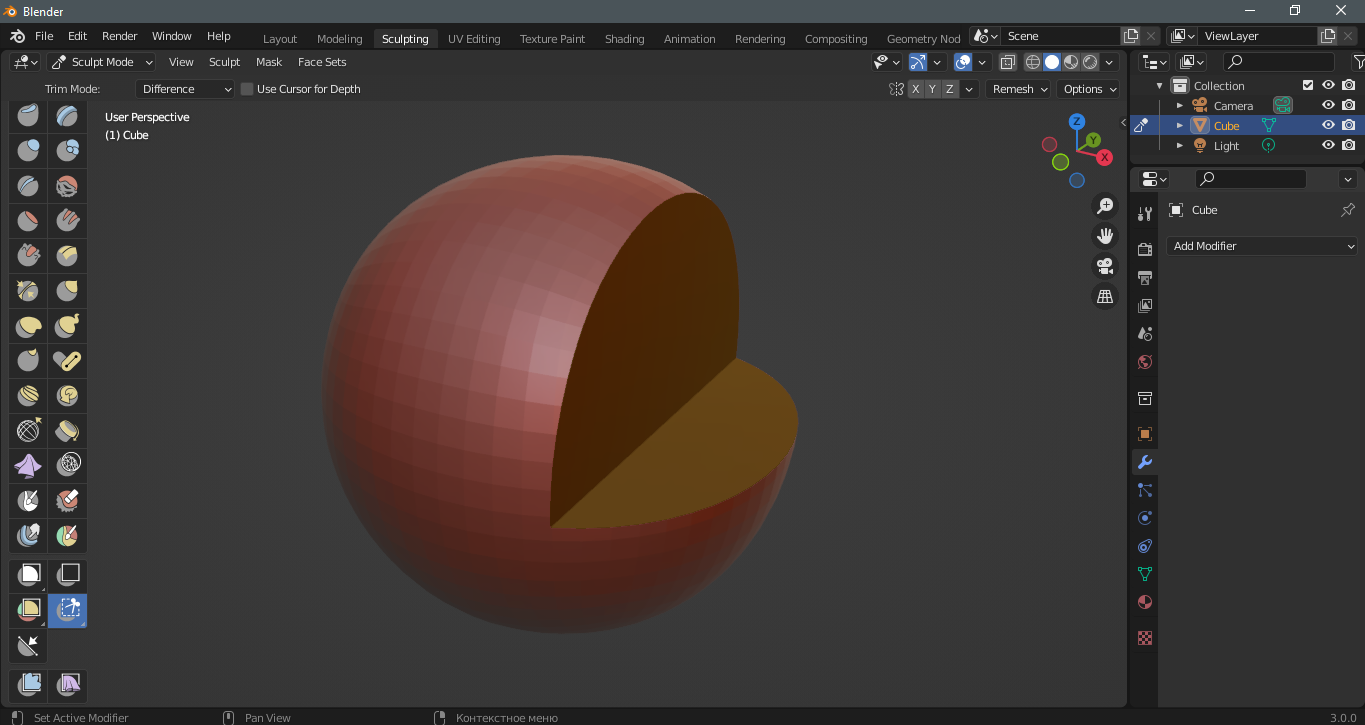 Blender
File Edit Render Window Help Layout Modeling Sculpting UV Editing Texture Paint Shading Animation Rendering Compositing Geometry Nod Scene ViewLayer
Sculpt Mode View Sculpt Mask Face Sets
Trim Mode: Difference Use Cursor for Depth X Y Z Remesh Options
User Perspective
(1) Cube
Z
Y
X
Collection
Camera
Cube
Light
Cube
Add Modifier
Set Active Modifier Pan View Контекстное меню 3.0.0